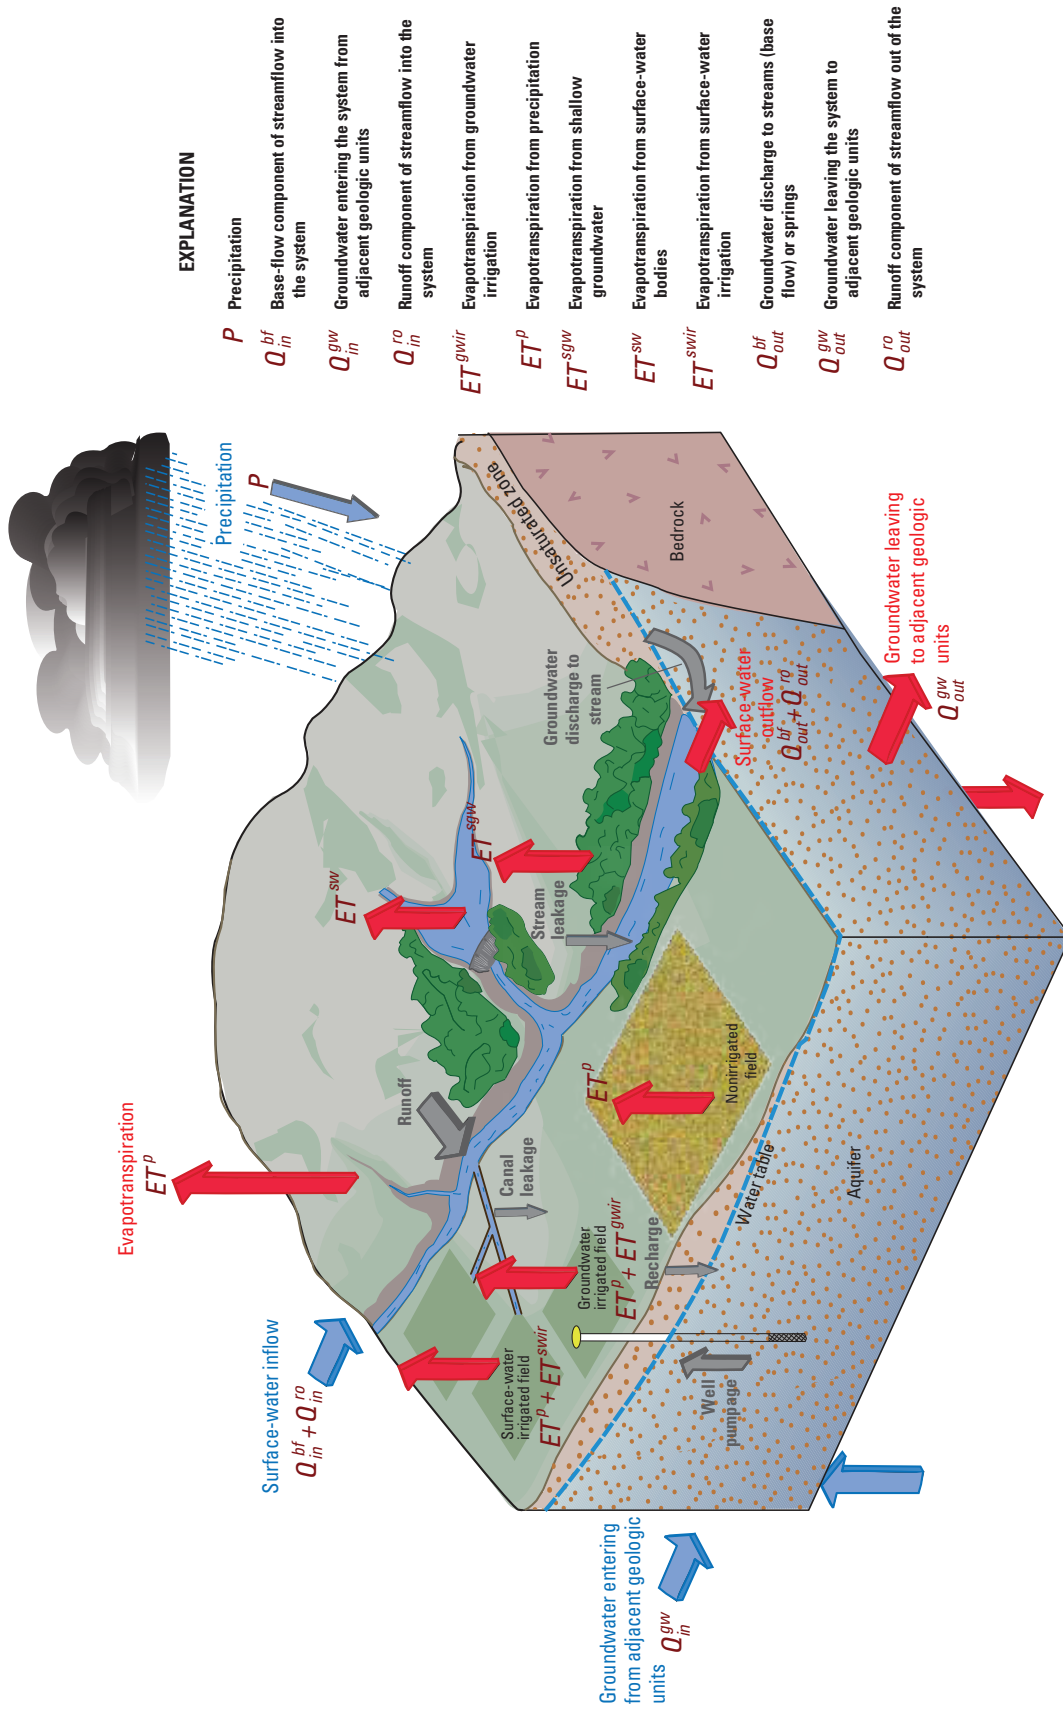 Precipitation
P
Evapotranspiration
ET^p
Surface-water inflow
Q_in^bf + Q_in^ro
Runoff
ET^sw
ET^sgw
Groundwater
discharge to
stream
Unsaturated zone
Stream
leakage
Canal
leakage
Surface-water
irrigated field
ET^p + ET^swir
Groundwater
irrigated field
ET^p + ET^gwir
ET^p
Nonirrigated
field
Recharge
Water table
Well
pumpage
Aquifer
Bedrock
Surface-water
outflow
Q_out^bf + Q_out^ro
Groundwater entering
from adjacent geologic
units Q_in^gw
Groundwater leaving
to adjacent geologic
units
Q_out^gw
EXPLANATION
P Precipitation
Q_in^bf Base-flow component of streamflow into
the system
Q_in^gw Groundwater entering the system from
adjacent geologic units
Q_in^ro Runoff component of streamflow into the
system
ET^gwir Evapotranspiration from groundwater
irrigation
ET^p Evapotranspiration from precipitation
ET^sgw Evapotranspiration from shallow
groundwater
ET^sw Evapotranspiration from surface-water
bodies
ET^swir Evapotranspiration from surface-water
irrigation
Q_out^bf Groundwater discharge to streams (base
flow) or springs
Q_out^gw Groundwater leaving the system to
adjacent geologic units
Q_out^ro Runoff component of streamflow out of the
system